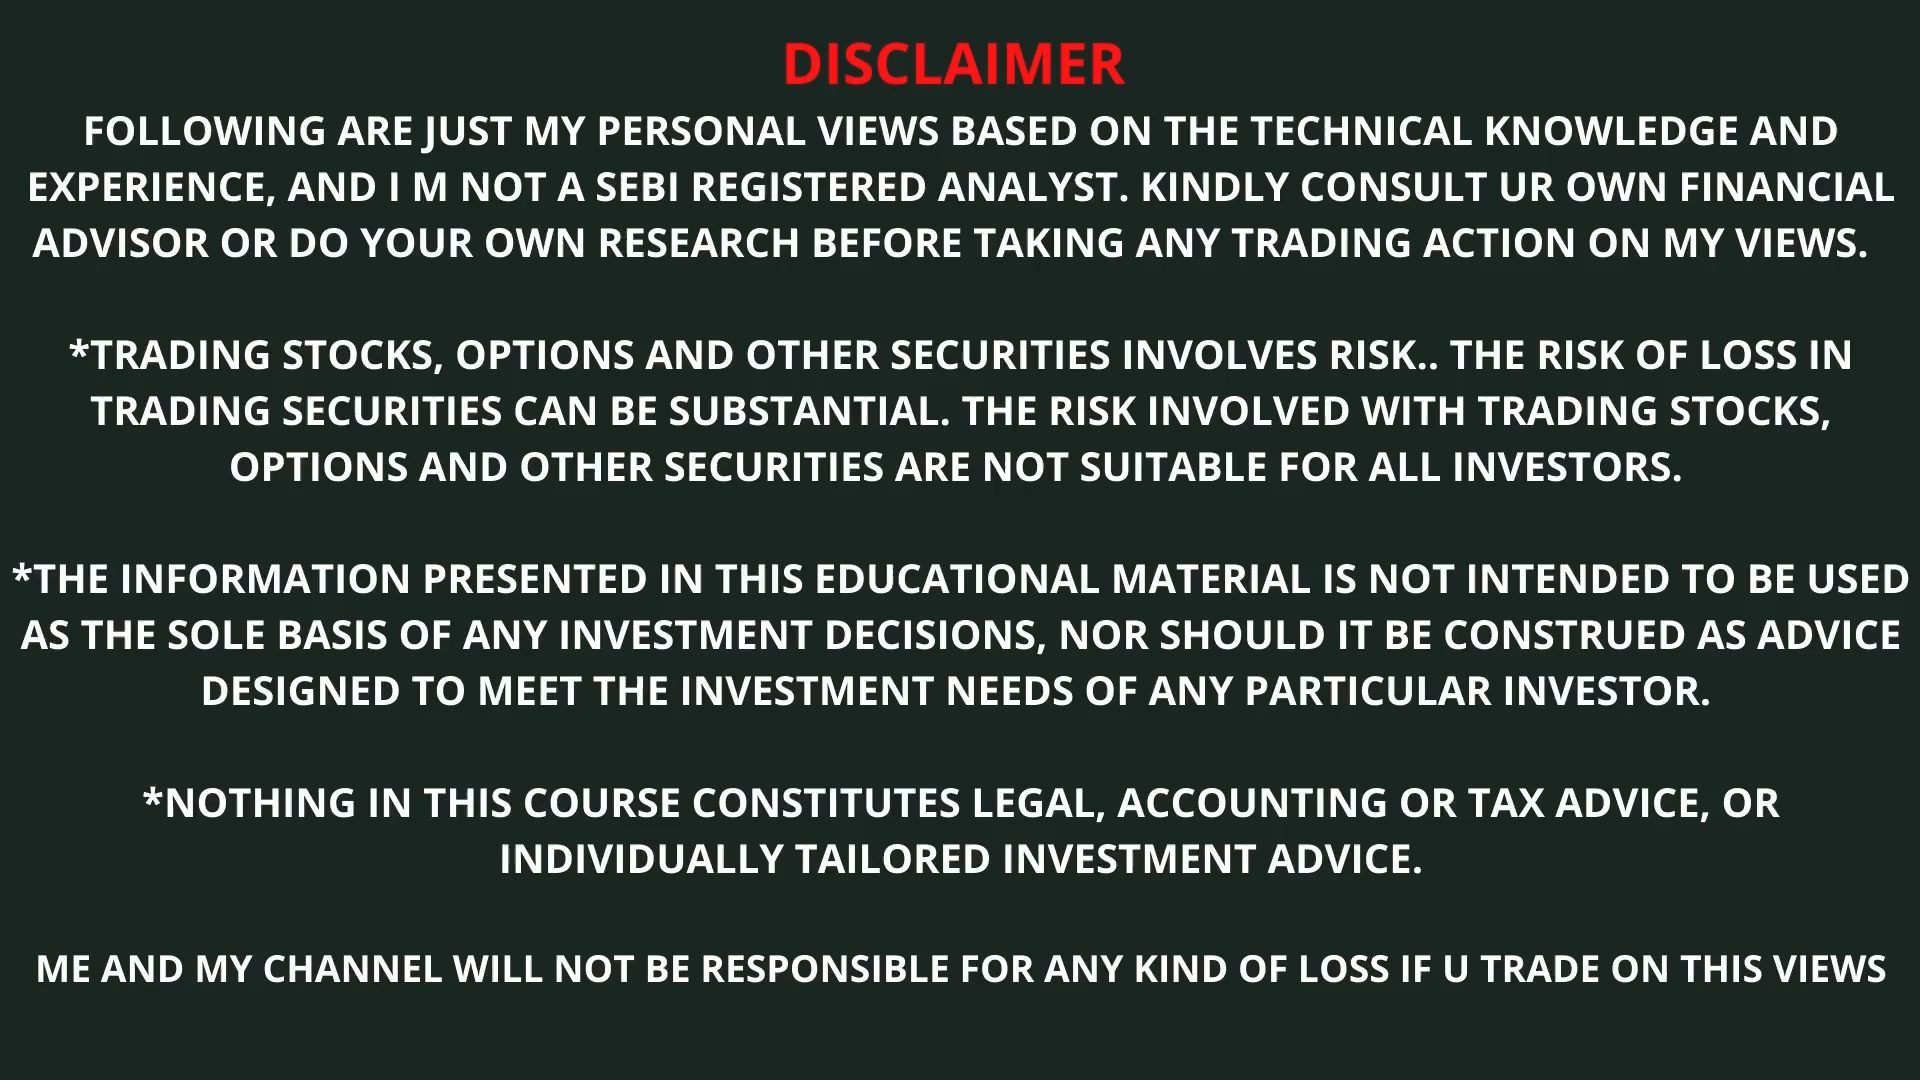 DISCLAIMER
FOLLOWING ARE JUST MY PERSONAL VIEWS BASED ON THE TECHNICAL KNOWLEDGE AND
EXPERIENCE, AND I M NOT A SEBI REGISTERED ANALYST. KINDLY CONSULT UR OWN FINANCIAL
ADVISOR OR DO YOUR OWN RESEARCH BEFORE TAKING ANY TRADING ACTION ON MY VIEWS.
*TRADING STOCKS, OPTIONS AND OTHER SECURITIES INVOLVES RISK.. THE RISK OF LOSS IN
TRADING SECURITIES CAN BE SUBSTANTIAL. THE RISK INVOLVED WITH TRADING STOCKS,
OPTIONS AND OTHER SECURITIES ARE NOT SUITABLE FOR ALL INVESTORS.
*THE INFORMATION PRESENTED IN THIS EDUCATIONAL MATERIAL IS NOT INTENDED TO BE USED
AS THE SOLE BASIS OF ANY INVESTMENT DECISIONS, NOR SHOULD IT BE CONSTRUED AS ADVICE
DESIGNED TO MEET THE INVESTMENT NEEDS OF ANY PARTICULAR INVESTOR.
*NOTHING IN THIS COURSE CONSTITUTES LEGAL, ACCOUNTING OR TAX ADVICE, OR
INDIVIDUALLY TAILORED INVESTMENT ADVICE.
ME AND MY CHANNEL WILL NOT BE RESPONSIBLE FOR ANY KIND OF LOSS IF U TRADE ON THIS VIEWS